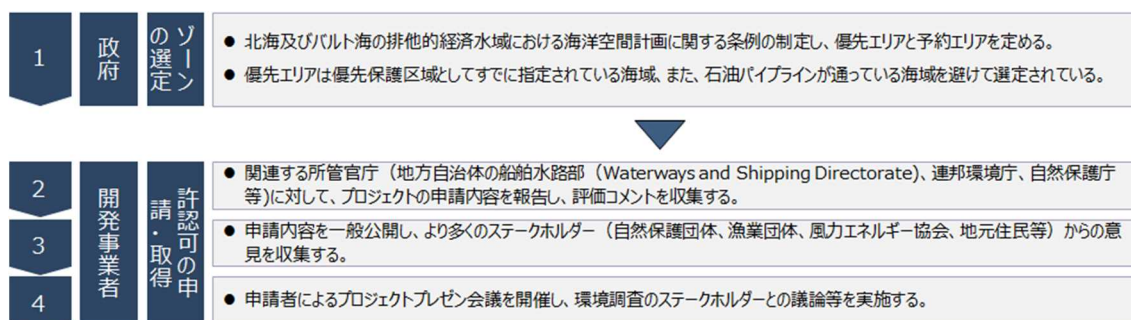 1
政府
ゾーンの選定
● 北海及びバルト海の排他的経済水域における海洋空間計画に関する条例の制定し、優先エリアと予約エリアを定める。
● 優先エリアは優先保護区域としてすでに指定されている海域、また、石油パイプラインが通っている海域を避けて選定されている。
2
3
4
開発事業者
許認可の申請・取得
● 関連する所管官庁（地方自治体の船舶水路部（Waterways and Shipping Directorate)、連邦環境庁、自然保護庁
等)に対して、プロジェクトの申請内容を報告し、評価コメントを収集する。
● 申請内容を一般公開し、より多くのステークホルダー（自然保護団体、漁業団体、風力エネルギー協会、地元住民等）からの意
見を収集する。
● 申請者によるプロジェクトプレゼン会議を開催し、環境調査のステークホルダーとの議論等を実施する。